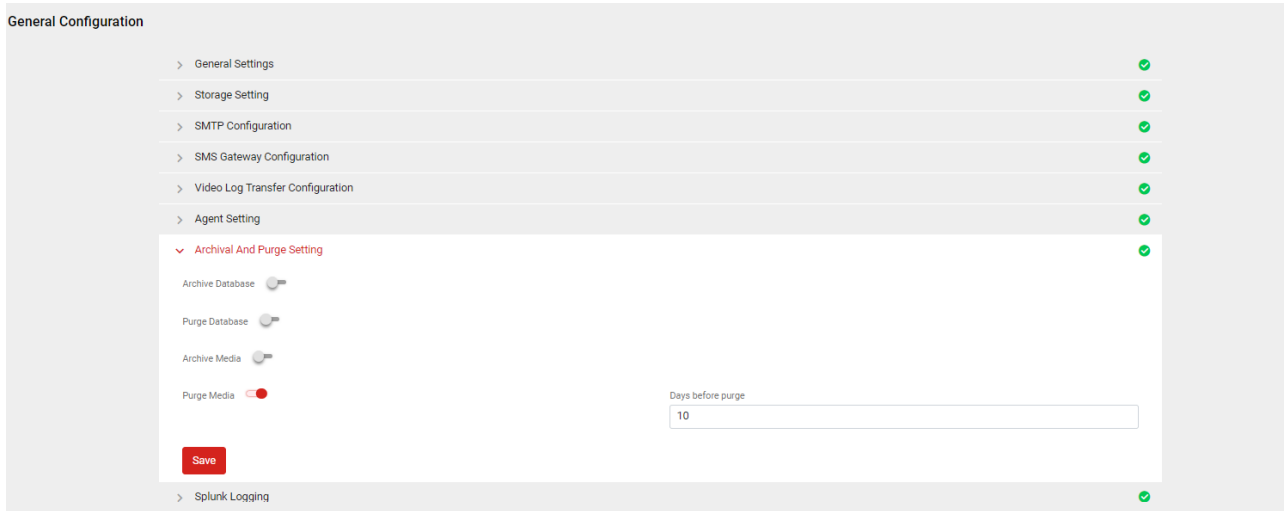 General Configuration
General Settings
Storage Setting
SMTP Configuration
SMS Gateway Configuration
Video Log Transfer Configuration
Agent Setting
Archival And Purge Setting
Archive Database
Purge Database
Archive Media
Purge Media
Days before purge
10
Save
Splunk Logging